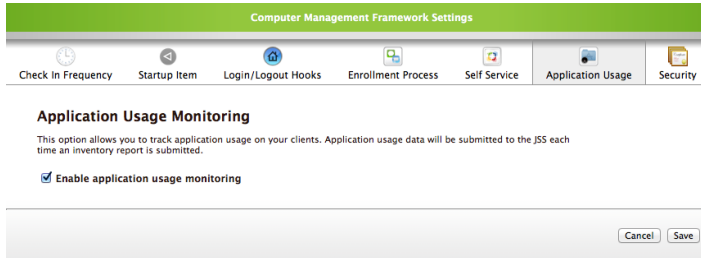 Computer Management Framework Settings
Check In Frequency
Startup Item
Login/Logout Hooks
Enrollment Process
Self Service
Application Usage
Security
Application Usage Monitoring
This option allows you to track application usage on your clients. Application usage data will be submitted to the JSS each
time an inventory report is submitted.
Enable application usage monitoring
Cancel
Save